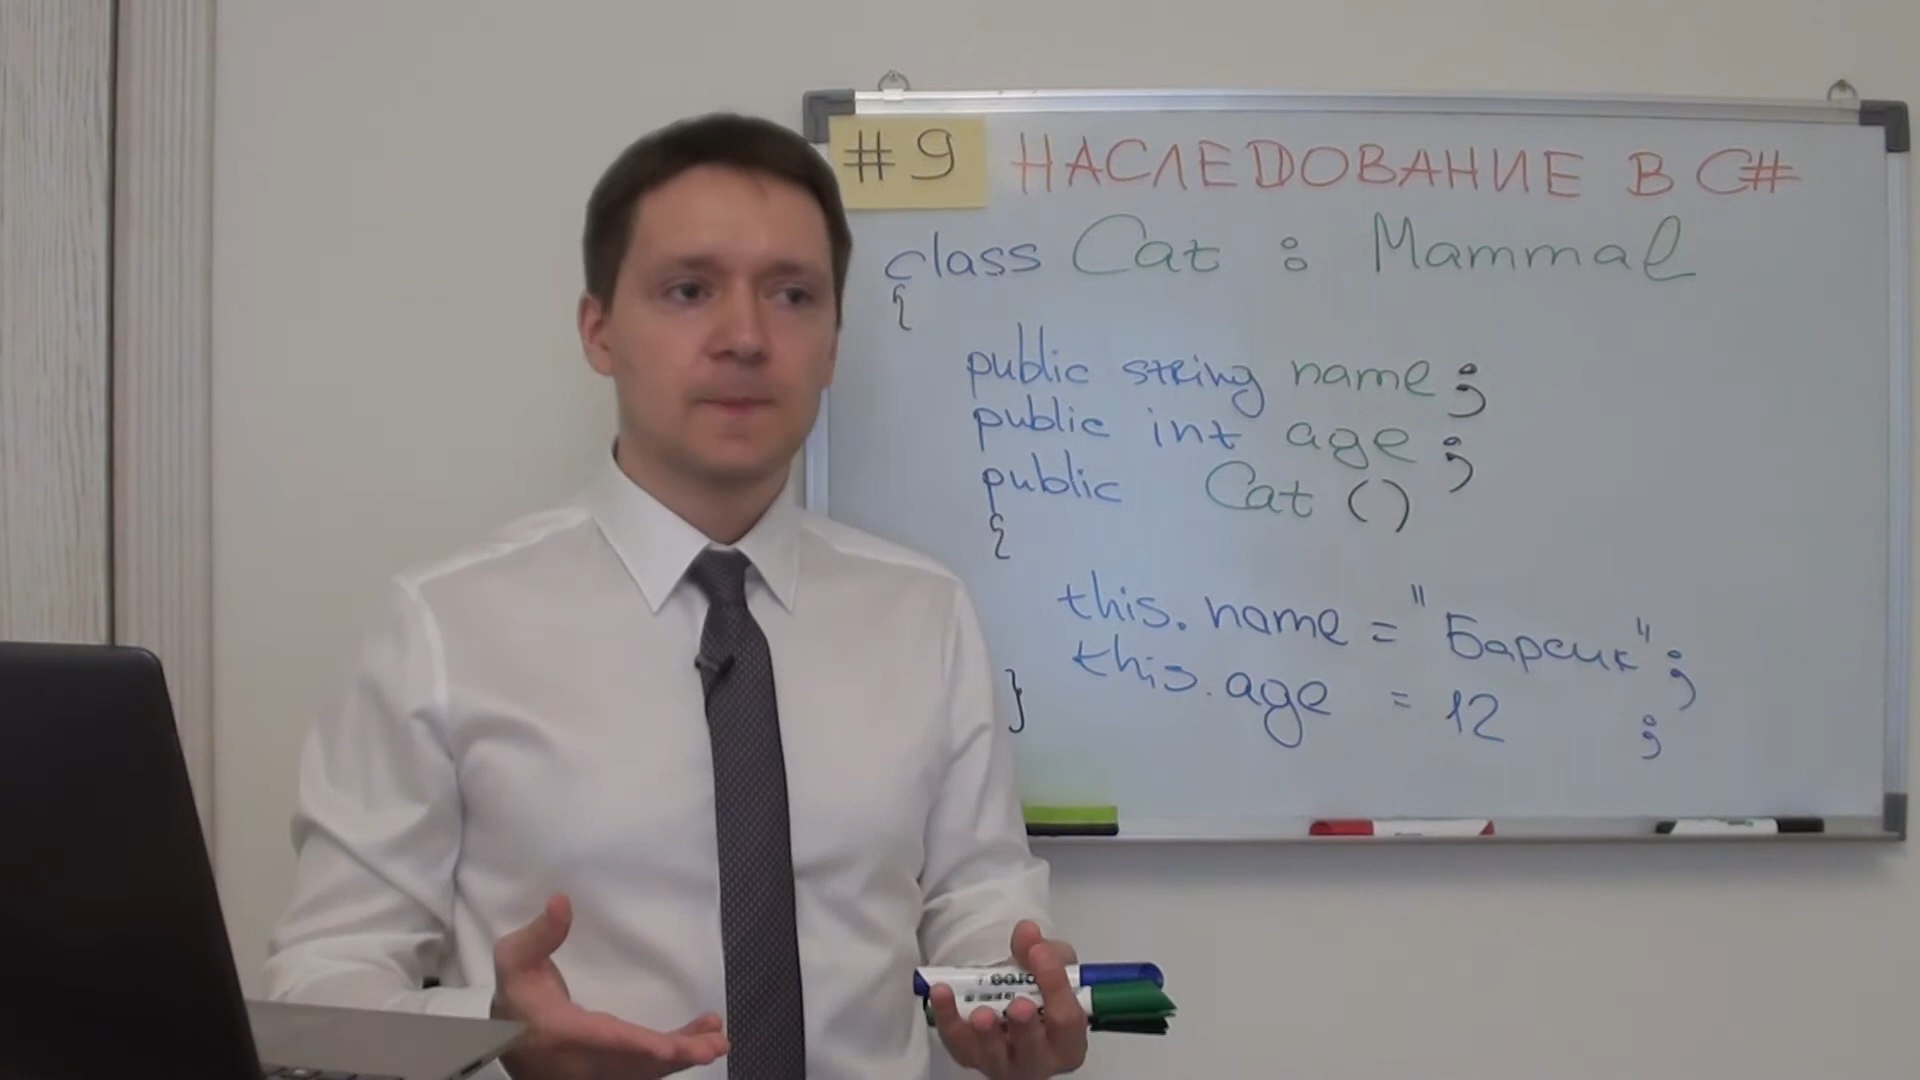 #9 НАСЛЕДОВАНИЕ В C#
class Cat : Mammal
{
public string name;
public int age;
public Cat ()
{
this.name = "Барсик";
this.age = 12 ;
}